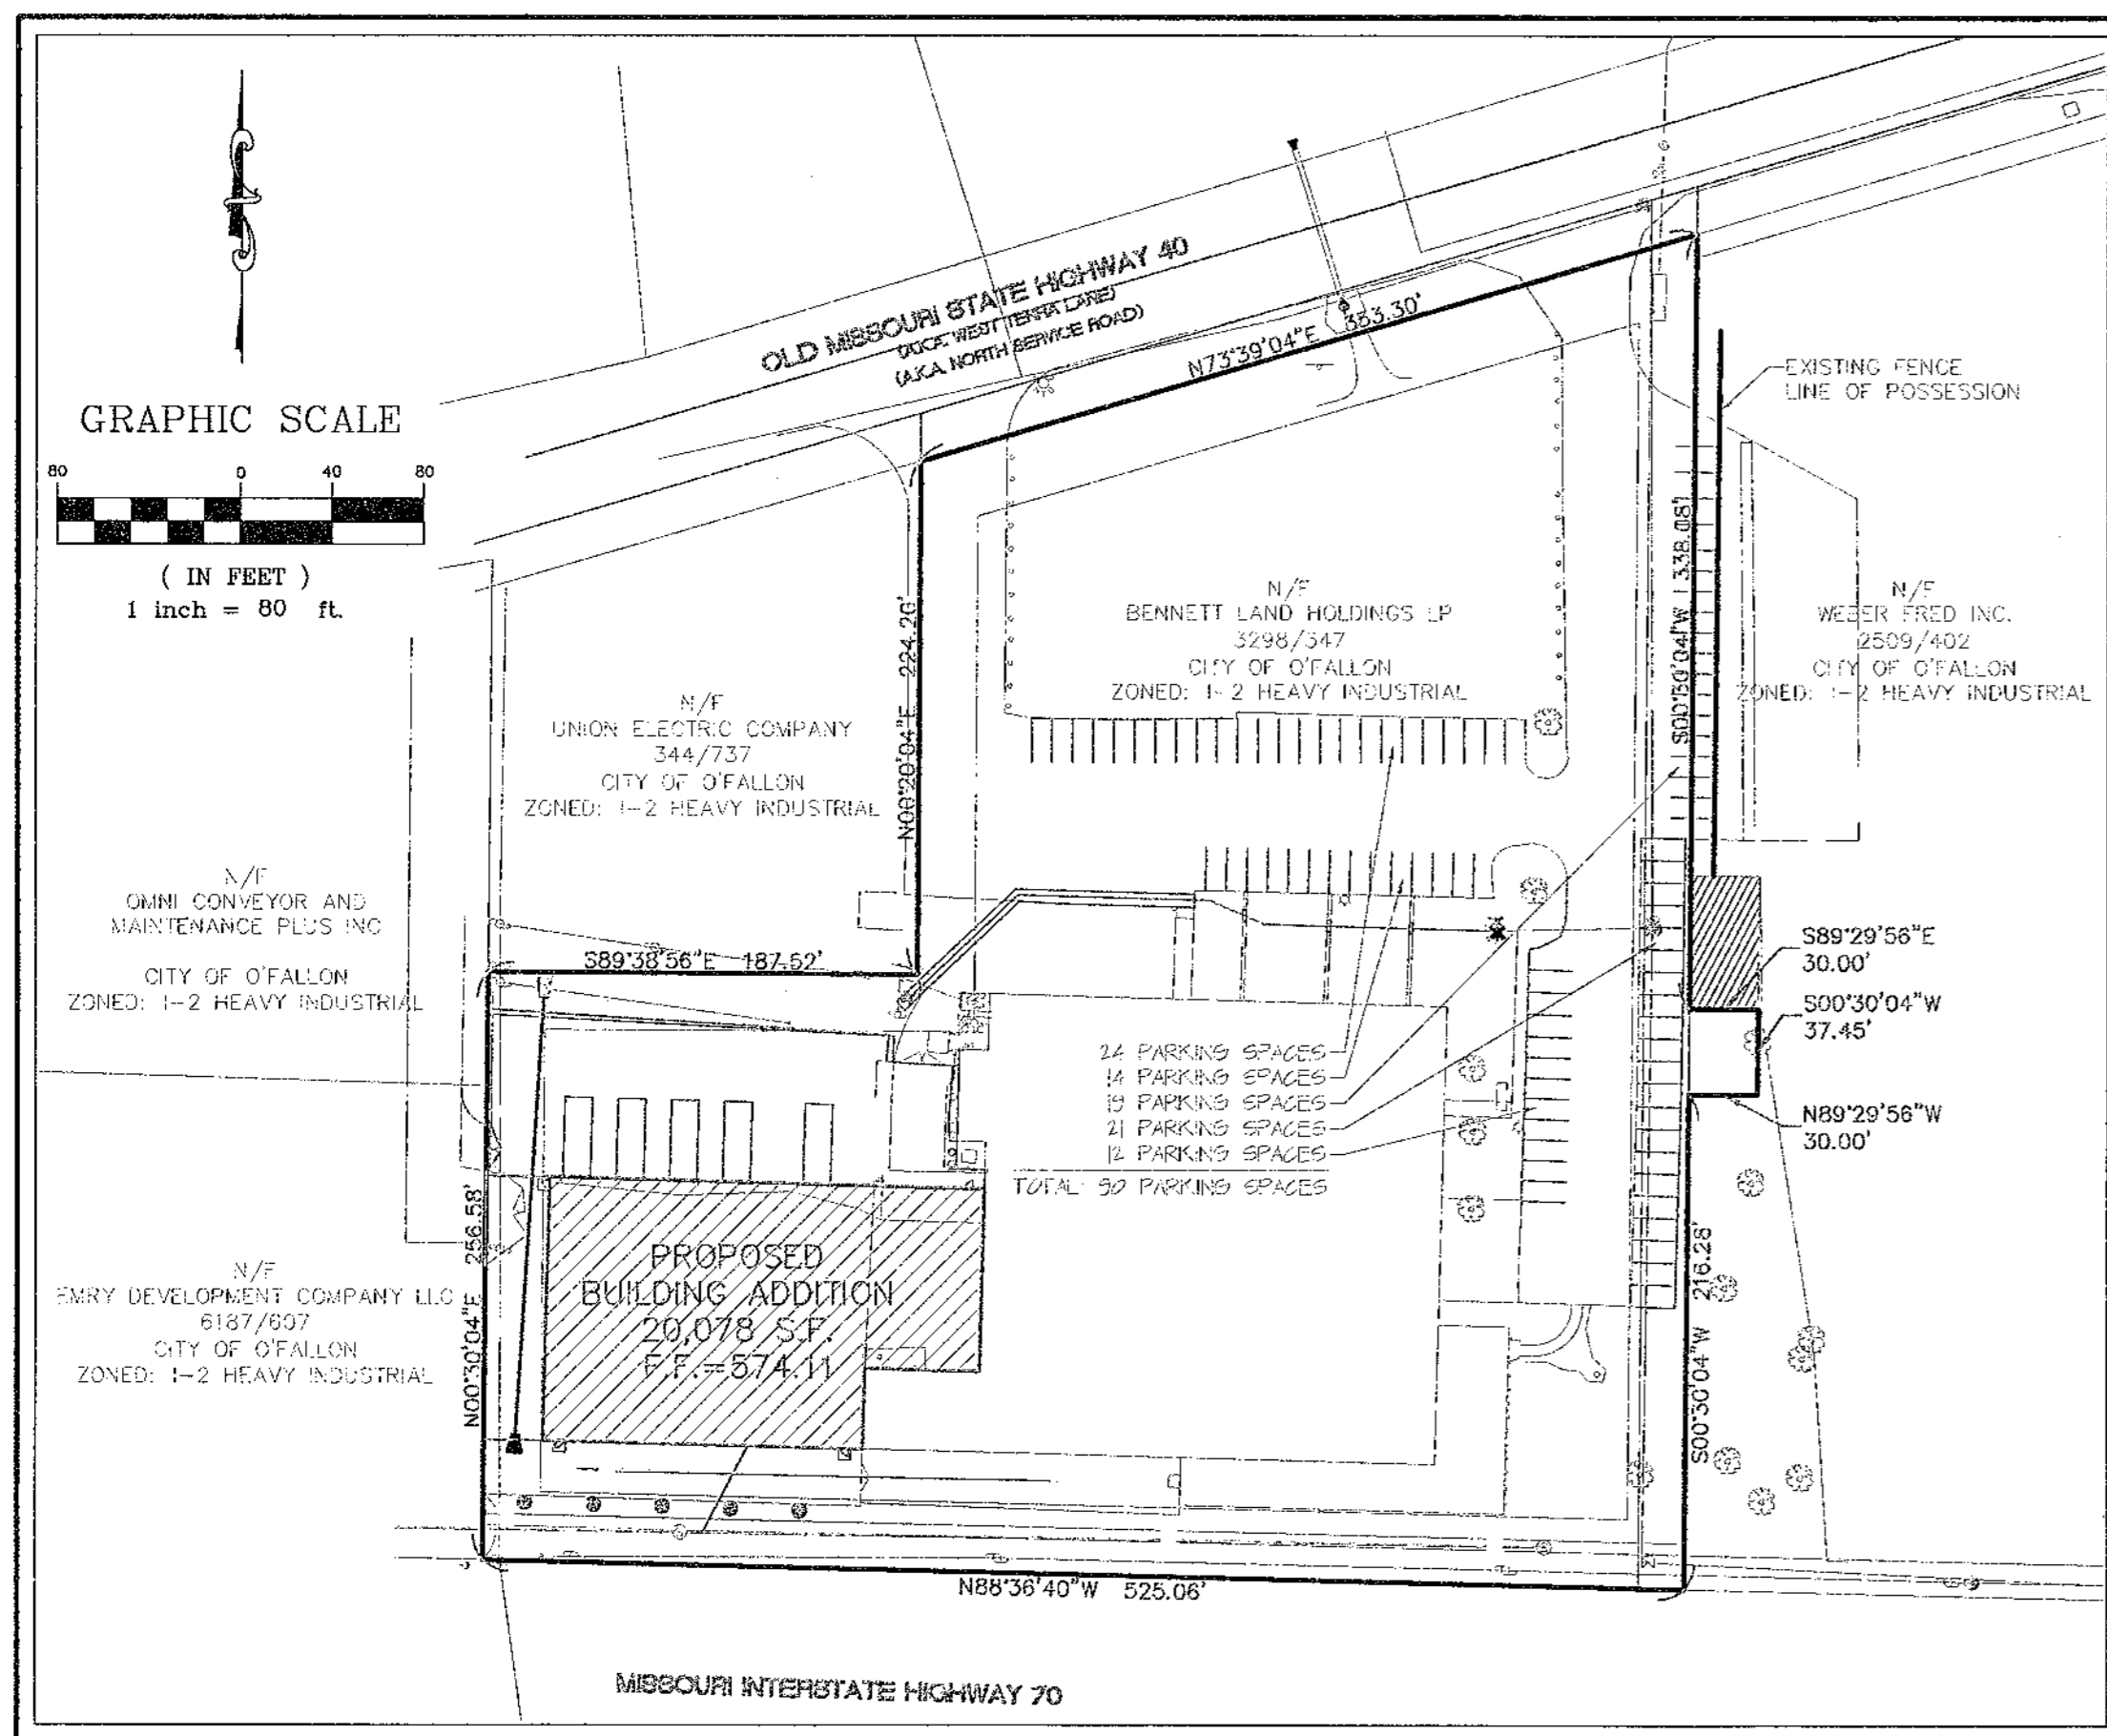 GRAPHIC SCALE
80 0 40 80
( IN FEET )
1 inch = 80 ft.
OLD MISSOURI STATE HIGHWAY 40
WEST TERRA LANE)
(A.K.A. NORTH SERVICE ROAD)
N73°39'04"E 353.30'
EXISTING FENCE
LINE OF POSSESSION
N/F
BENNETT LAND HOLDINGS LP
3298/347
CITY OF O'FALLON
ZONED: I-2 HEAVY INDUSTRIAL
N/F
WEBER FRED INC.
2509/402
CITY OF O'FALLON
ZONED: I-2 HEAVY INDUSTRIAL
S00°30'04"W 338.08'
N00°20'04"E 224.20'
N/F
UNION ELECTRIC COMPANY
344/737
CITY OF O'FALLON
ZONED: I-2 HEAVY INDUSTRIAL
N/F
OMNI CONVEYOR AND
MAINTENANCE PLUS INC
CITY OF O'FALLON
ZONED: I-2 HEAVY INDUSTRIAL
S89°38'56"E 187.52'
S89°29'56"E
30.00'
S00°30'04"W
37.45'
N89°29'56"W
30.00'
24 PARKING SPACES
14 PARKING SPACES
19 PARKING SPACES
21 PARKING SPACES
12 PARKING SPACES
TOTAL: 90 PARKING SPACES
N00°30'04"E 256.58'
PROPOSED
BUILDING ADDITION
20,078 S.F.
F.F.=574.11
N/F
EMRY DEVELOPMENT COMPANY LLC
6187/607
CITY OF O'FALLON
ZONED: I-2 HEAVY INDUSTRIAL
S00°30'04"W 216.28'
N88°36'40"W 525.06'
MISSOURI INTERSTATE HIGHWAY 70